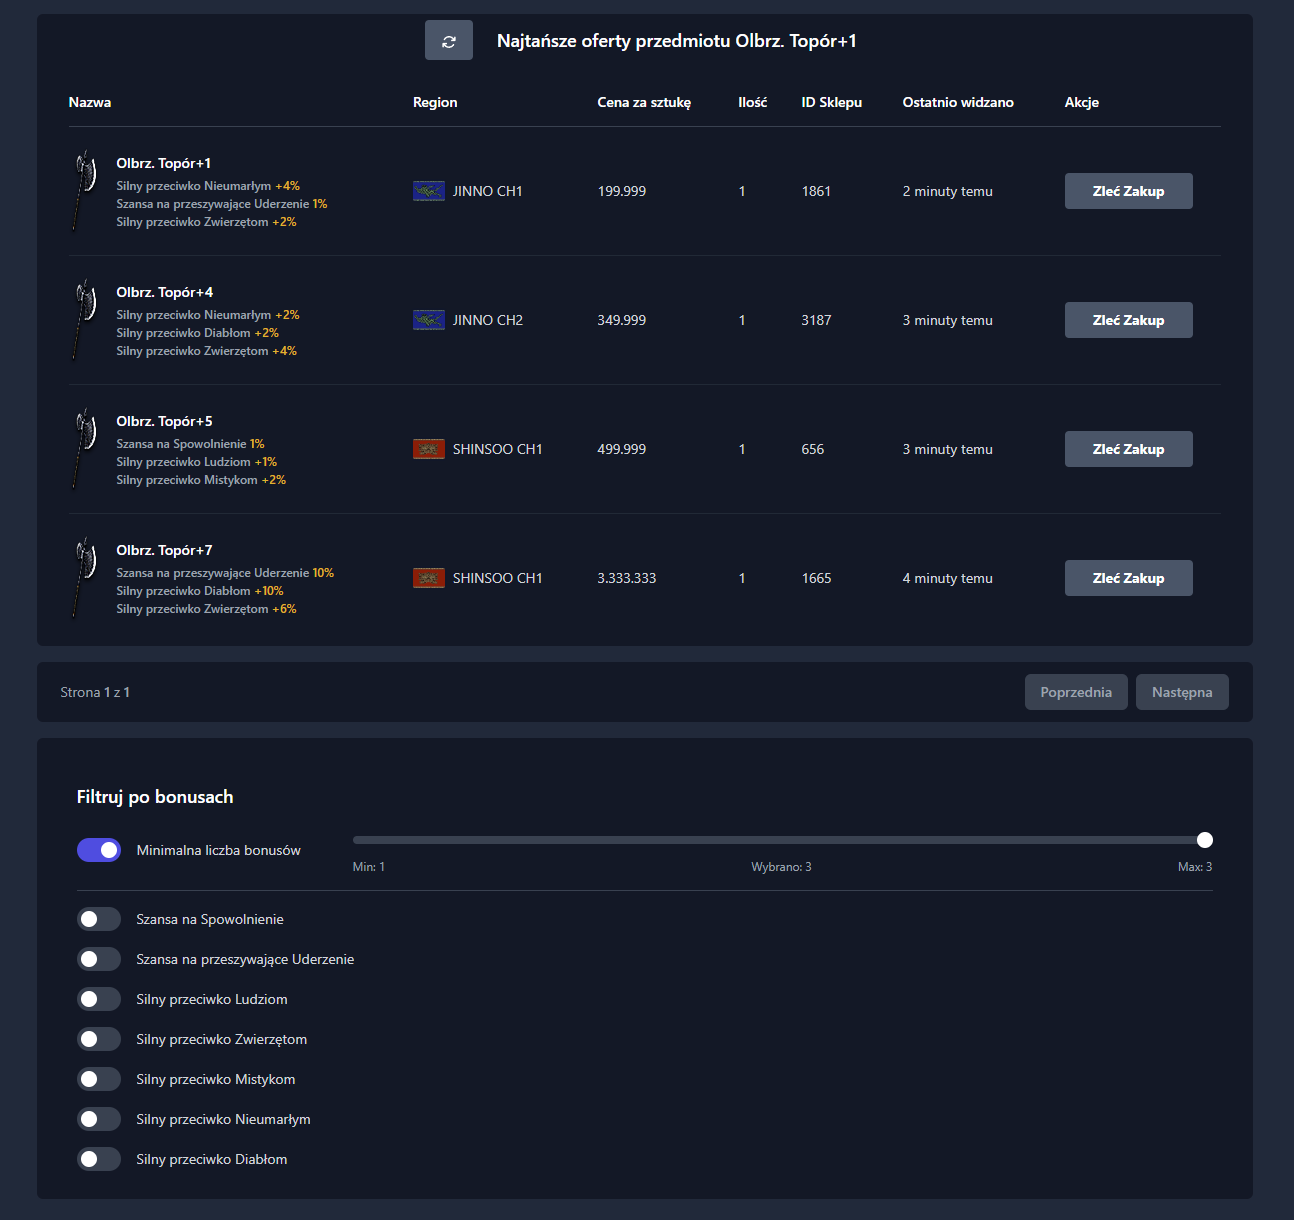 Najtańsze oferty przedmiotu Olbrz. Topór+1
Nazwa Region Cena za sztukę Ilość ID Sklepu Ostatnio widzano Akcje
Olbrz. Topór+1
Silny przeciwko Nieumarłym +4%
Szansa na przeszywające Uderzenie 1%
Silny przeciwko Zwierzętom +2%
JINNO CH1 199.999 1 1861 2 minuty temu Zleć Zakup
Olbrz. Topór+4
Silny przeciwko Nieumarłym +2%
Silny przeciwko Diabłom +2%
Silny przeciwko Zwierzętom +4%
JINNO CH2 349.999 1 3187 3 minuty temu Zleć Zakup
Olbrz. Topór+5
Szansa na Spowolnienie 1%
Silny przeciwko Ludziom +1%
Silny przeciwko Mistykom +2%
SHINSOO CH1 499.999 1 656 3 minuty temu Zleć Zakup
Olbrz. Topór+7
Szansa na przeszywające Uderzenie 10%
Silny przeciwko Diabłom +10%
Silny przeciwko Zwierzętom +6%
SHINSOO CH1 3.333.333 1 1665 4 minuty temu Zleć Zakup
Strona 1 z 1 Poprzednia Następna
Filtruj po bonusach
Minimalna liczba bonusów
Min: 1 Wybrano: 3 Max: 3
Szansa na Spowolnienie
Szansa na przeszywające Uderzenie
Silny przeciwko Ludziom
Silny przeciwko Zwierzętom
Silny przeciwko Mistykom
Silny przeciwko Nieumarłym
Silny przeciwko Diabłom